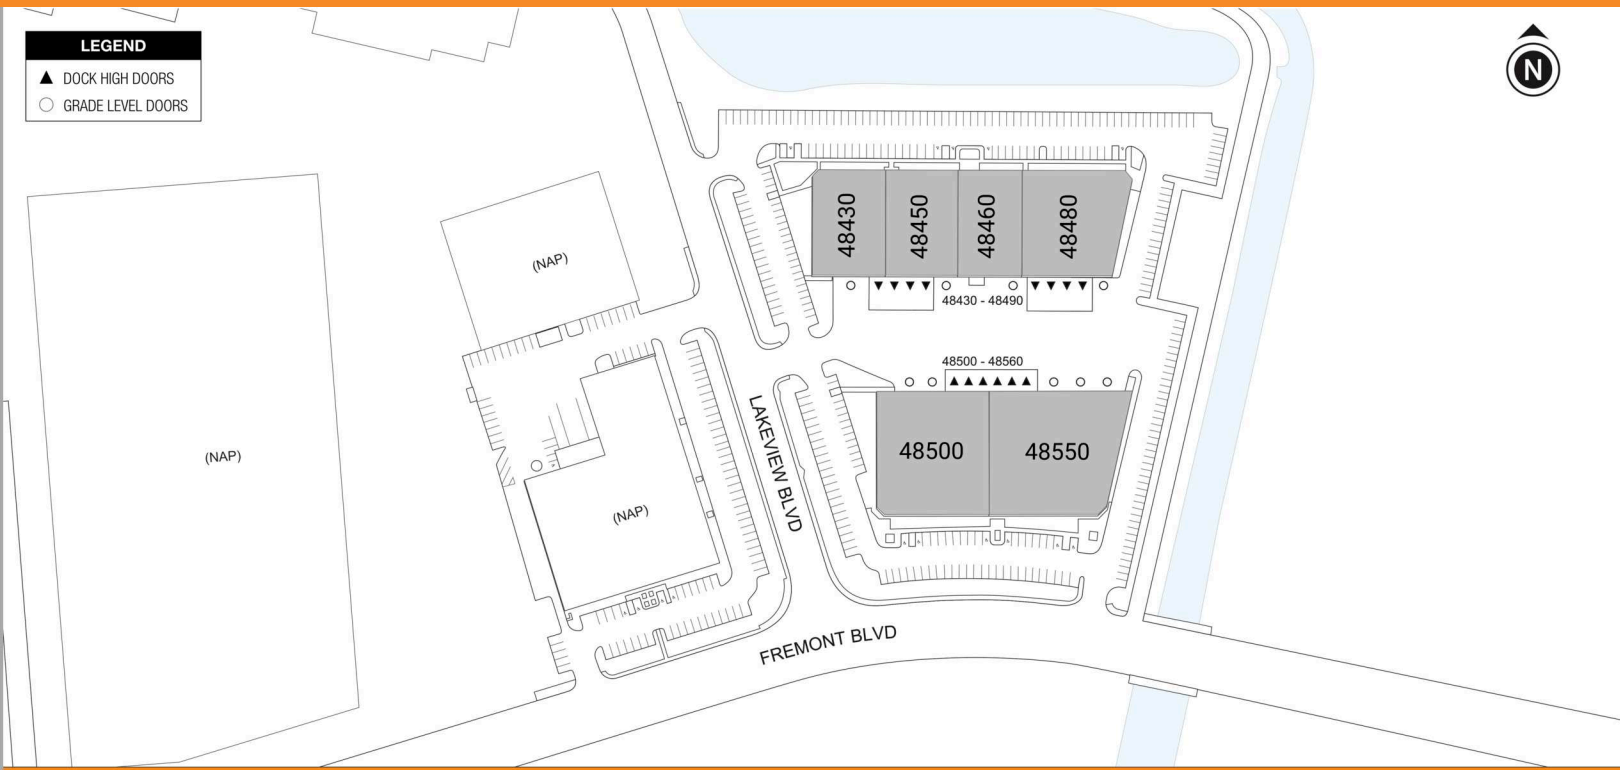 LEGEND
DOCK HIGH DOORS
GRADE LEVEL DOORS
N
48430
48450
48460
48480
(NAP)
48430 - 48490
48500 - 48560
LAKEVIEW BLVD
(NAP)
48500
48550
(NAP)
FREMONT BLVD